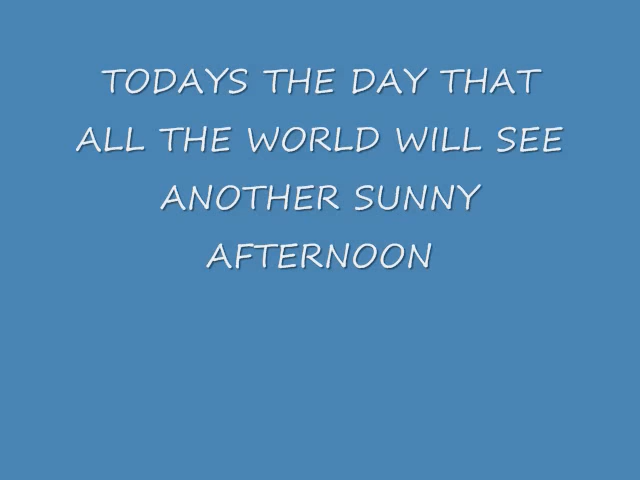 TODAYS THE DAY THAT
ALL THE WORLD WILL SEE
ANOTHER SUNNY
AFTERNOON